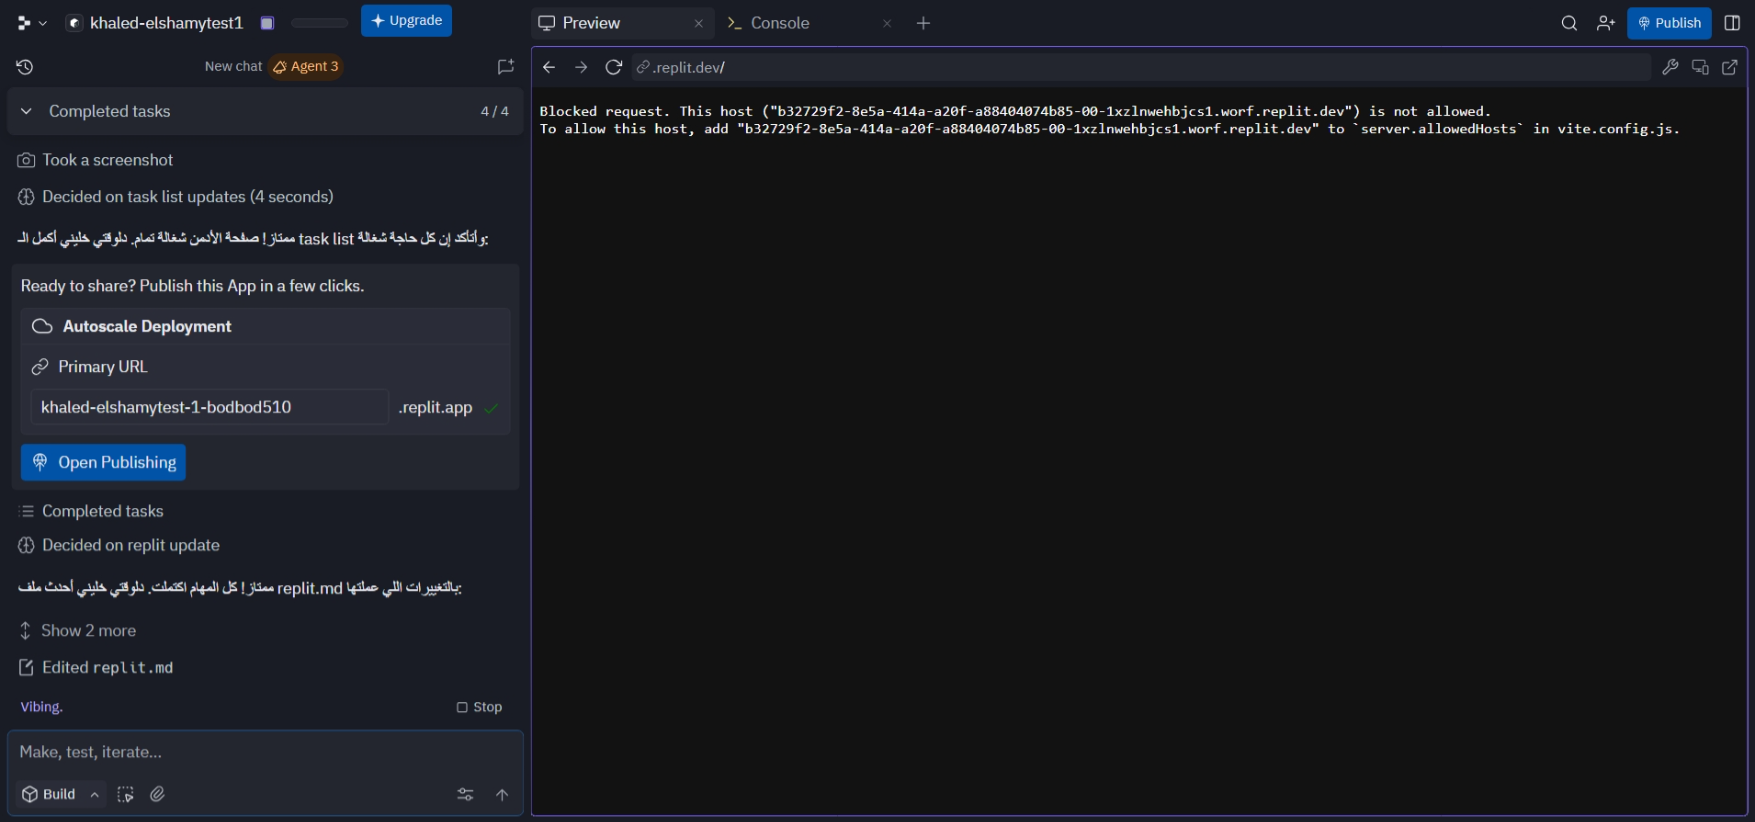 khaled-elshamytest1
Upgrade
Preview
Console
Publish
New chat
Agent 3
.replit.dev/
Completed tasks
4 / 4
Blocked request. This host ("b32729f2-8e5a-414a-a20f-a88404074b85-00-1xzlnwehbjcs1.worf.replit.dev") is not allowed.
To allow this host, add "b32729f2-8e5a-414a-a20f-a88404074b85-00-1xzlnwehbjcs1.worf.replit.dev" to `server.allowedHosts` in vite.config.js.
Took a screenshot
Decided on task list updates (4 seconds)
ممتاز! صفحة الأدمن شغالة تمام. دلوقتي خليني أكمل الـ task list وأتأكد إن كل حاجة شغالة:
Ready to share? Publish this App in a few clicks.
Autoscale Deployment
Primary URL
khaled-elshamytest-1-bodbod510
.replit.app
Open Publishing
Completed tasks
Decided on replit update
ممتاز! كل المهام اكتملت. دلوقتي خليني أحدث ملف replit.md بالتغييرات اللي عملتها:
Show 2 more
Edited replit.md
Vibing.
Stop
Make, test, iterate...
Build